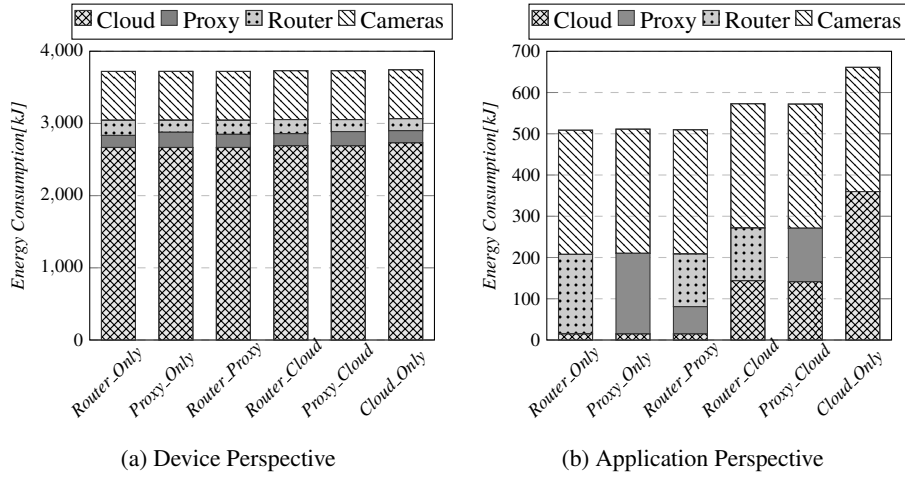 Cloud Proxy Router Cameras
4,000
3,000
2,000
1,000
0
Energy Consumption[kJ]
Router_Only
Proxy_Only
Router_Proxy
Router_Cloud
Proxy_Cloud
Cloud_Only
(a) Device Perspective
Cloud Proxy Router Cameras
700
600
500
400
300
200
100
0
Energy Consumption[kJ]
Router_Only
Proxy_Only
Router_Proxy
Router_Cloud
Proxy_Cloud
Cloud_Only
(b) Application Perspective